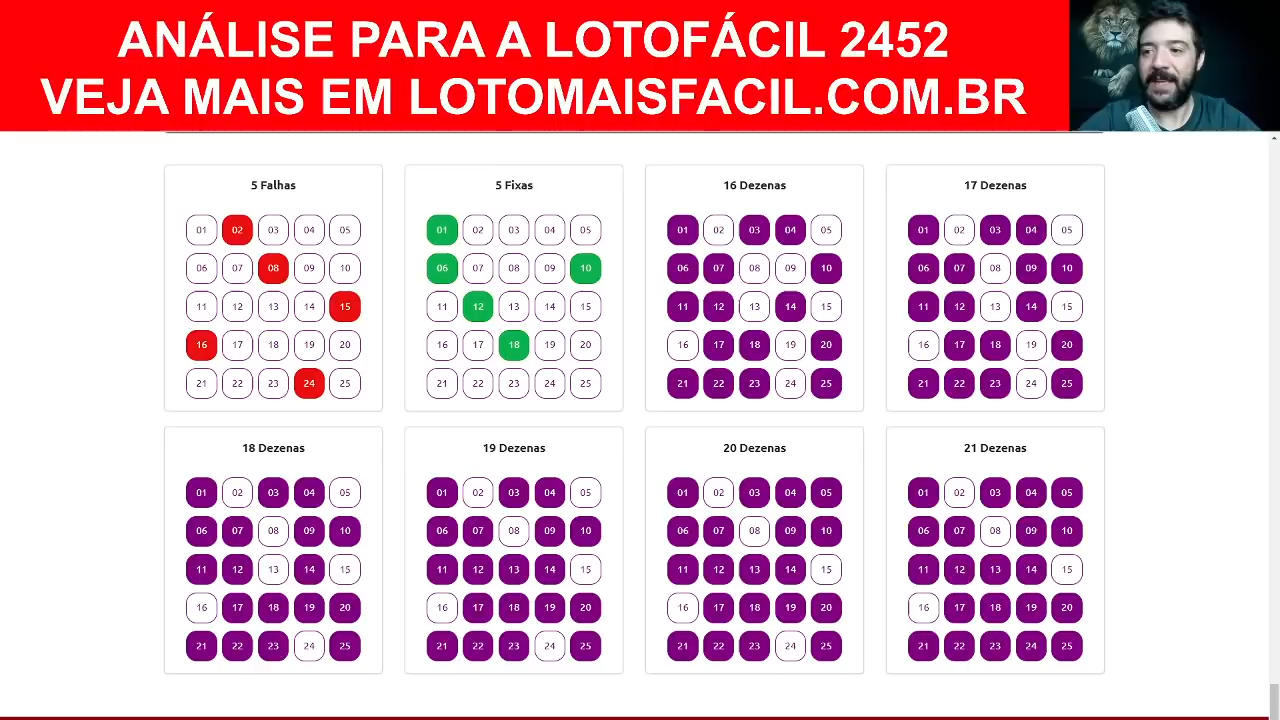 ANÁLISE PARA A LOTOFÁCIL 2452
VEJA MAIS EM LOTOMAISFACIL.COM.BR
5 Falhas
01 02 03 04 05
06 07 08 09 10
11 12 13 14 15
16 17 18 19 20
21 22 23 24 25
5 Fixas
01 02 03 04 05
06 07 08 09 10
11 12 13 14 15
16 17 18 19 20
21 22 23 24 25
16 Dezenas
01 02 03 04 05
06 07 08 09 10
11 12 13 14 15
16 17 18 19 20
21 22 23 24 25
17 Dezenas
01 02 03 04 05
06 07 08 09 10
11 12 13 14 15
16 17 18 19 20
21 22 23 24 25
18 Dezenas
01 02 03 04 05
06 07 08 09 10
11 12 13 14 15
16 17 18 19 20
21 22 23 24 25
19 Dezenas
01 02 03 04 05
06 07 08 09 10
11 12 13 14 15
16 17 18 19 20
21 22 23 24 25
20 Dezenas
01 02 03 04 05
06 07 08 09 10
11 12 13 14 15
16 17 18 19 20
21 22 23 24 25
21 Dezenas
01 02 03 04 05
06 07 08 09 10
11 12 13 14 15
16 17 18 19 20
21 22 23 24 25